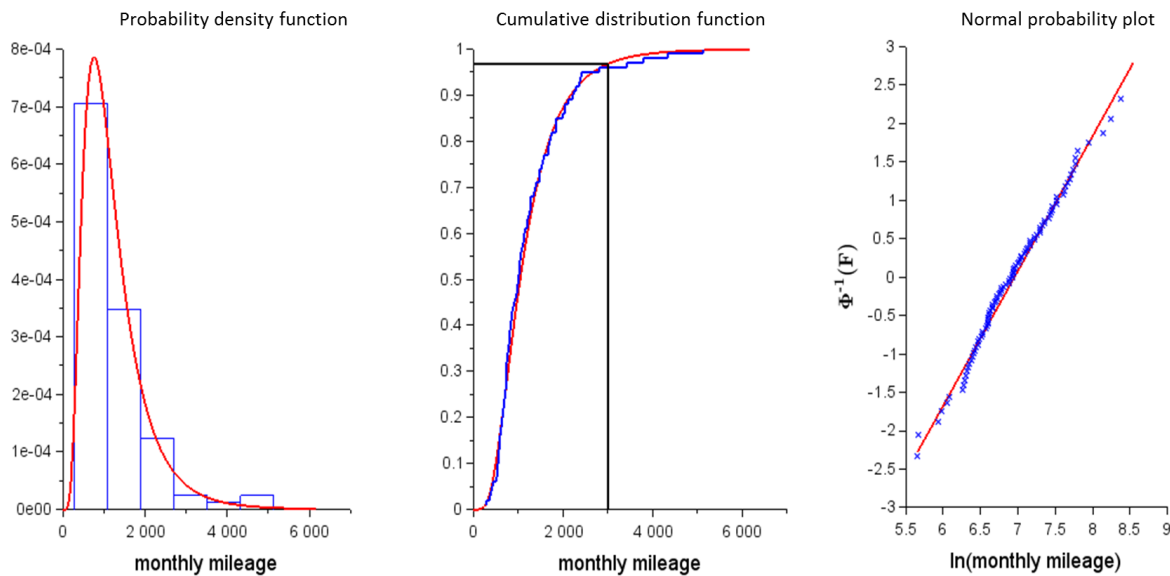 Probability density function
8e-04
7e-04
6e-04
5e-04
4e-04
3e-04
2e-04
1e-04
0e00
0 2 000 4 000 6 000
monthly mileage
Cumulative distribution function
1
0.9
0.8
0.7
0.6
0.5
0.4
0.3
0.2
0.1
0
0 2000 4 000 6 000
monthly mileage
Normal probability plot
Φ⁻¹(F)
3
2.5
2
1.5
1
0.5
0
-0.5
-1
-1.5
-2
-2.5
-3
5.5 6 6.5 7 7.5 8 8.5 9
ln(monthly mileage)